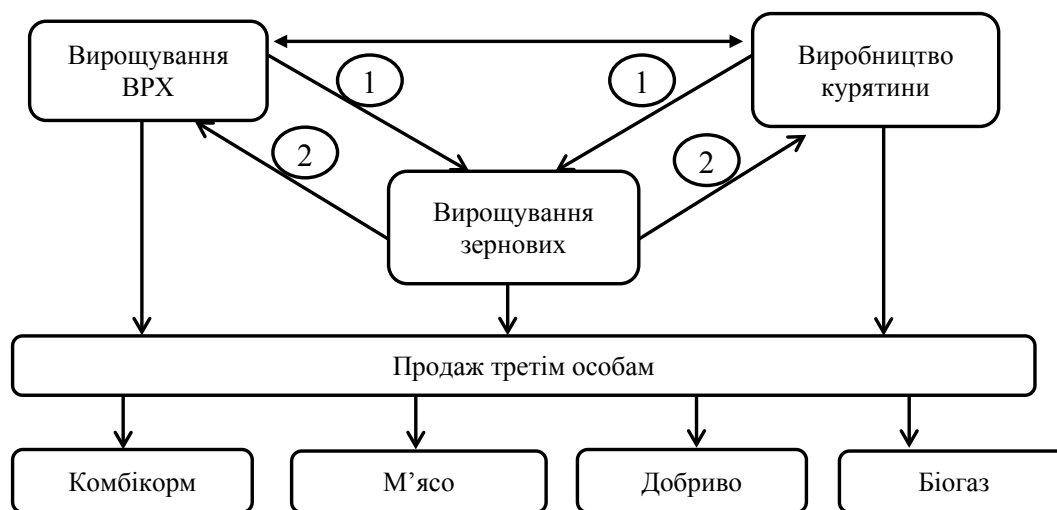 Вирощування
ВРХ
Виробництво
курятини
1
1
2
2
Вирощування
зернових
Продаж третім особам
Комбікорм
М’ясо
Добриво
Біогаз